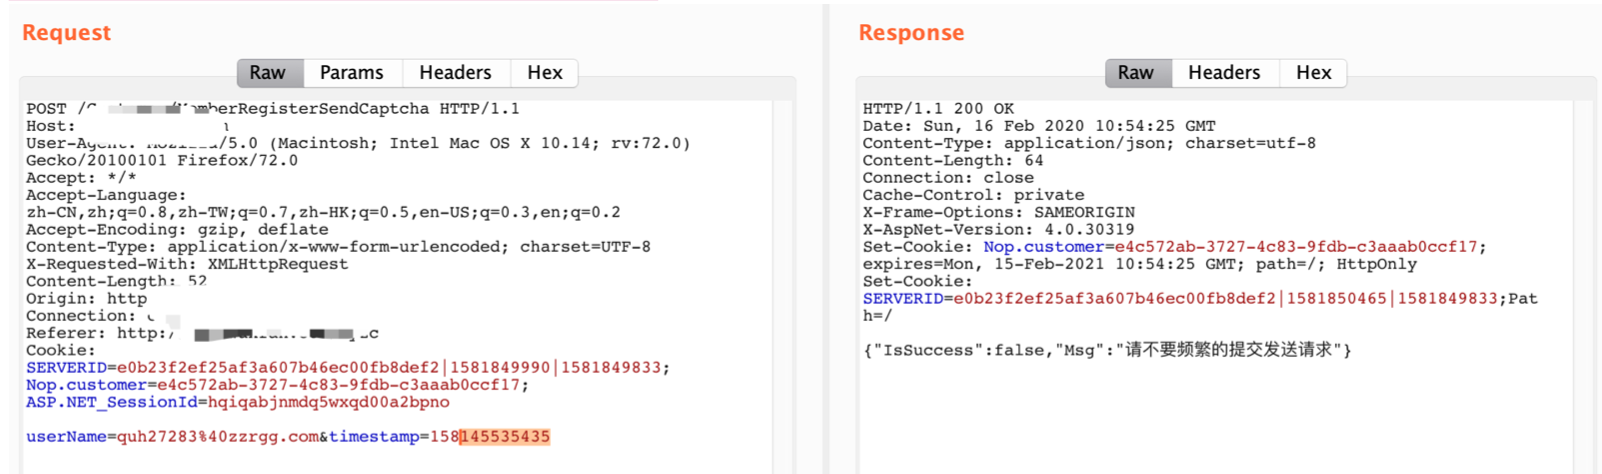 Request
Raw
Params
Headers
Hex
POST /MemberRegisterSendCaptcha HTTP/1.1
Host:
User-Agent: Mozilla/5.0 (Macintosh; Intel Mac OS X 10.14; rv:72.0)
Gecko/20100101 Firefox/72.0
Accept: */*
Accept-Language:
zh-CN,zh;q=0.8,zh-TW;q=0.7,zh-HK;q=0.5,en-US;q=0.3,en;q=0.2
Accept-Encoding: gzip, deflate
Content-Type: application/x-www-form-urlencoded; charset=UTF-8
X-Requested-With: XMLHttpRequest
Content-Length: 52
Origin: http
Connection:
Referer: http:/
Cookie:
SERVERID=e0b23f2ef25af3a607b46ec00fb8def2|1581849990|1581849833;
Nop.customer=e4c572ab-3727-4c83-9fdb-c3aaab0ccf17;
ASP.NET_SessionId=hqiqabjnmdq5wxqd00a2bpno
userName=quh27283%40zzrgg.com&timestamp=158145535435
Response
Raw
Headers
Hex
HTTP/1.1 200 OK
Date: Sun, 16 Feb 2020 10:54:25 GMT
Content-Type: application/json; charset=utf-8
Content-Length: 64
Connection: close
Cache-Control: private
X-Frame-Options: SAMEORIGIN
X-AspNet-Version: 4.0.30319
Set-Cookie: Nop.customer=e4c572ab-3727-4c83-9fdb-c3aaab0ccf17;
expires=Mon, 15-Feb-2021 10:54:25 GMT; path=/; HttpOnly
Set-Cookie:
SERVERID=e0b23f2ef25af3a607b46ec00fb8def2|1581850465|1581849833;Pat
h=/
{"IsSuccess":false,"Msg":"请不要频繁的提交发送请求"}